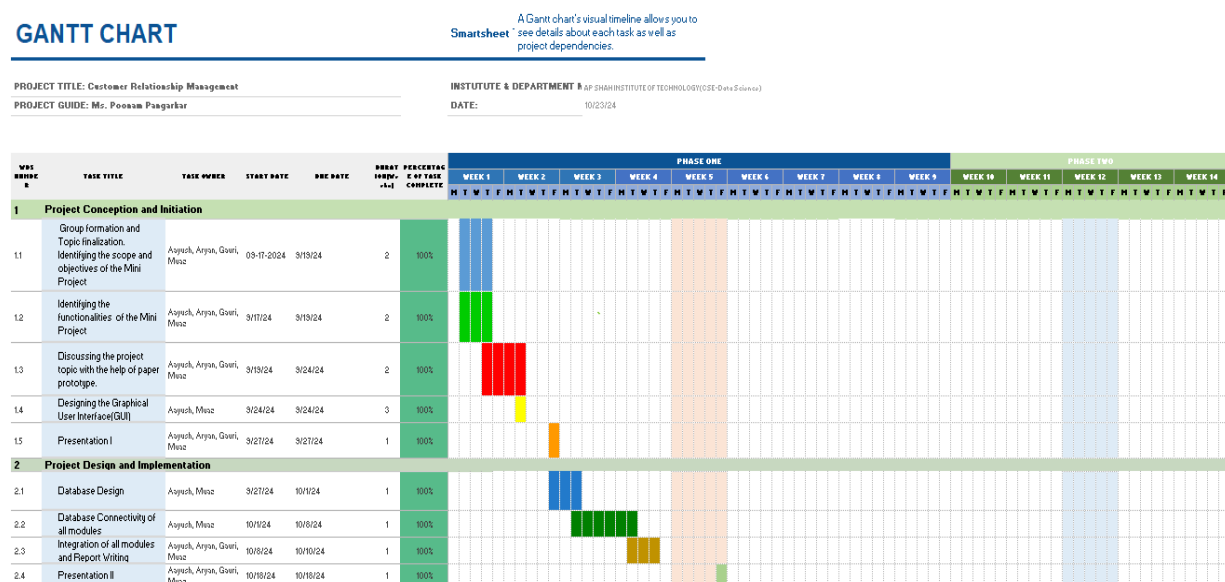 GANTT CHART
Smartsheet
A Gantt chart's visual timeline allows you to
see details about each task as well as
project dependencies.
PROJECT TITLE: Customer Relationship Management
INSTUTUTE & DEPARTMENT
AP SHAH INSTITUTE OF TECHNOLOGY(CSE-Data Science)
PROJECT GUIDE: Ms. Poonam Pangarkar
DATE: 10/23/24
WBS NUMBER TASK TITLE TASK OWNER START DATE DUE DATE PERCENTAGE OF TASK COMPLETE
PHASE ONE PHASE TWO
WEEK 1 WEEK 2 WEEK 3 WEEK 4 WEEK 5 WEEK 6 WEEK 7 WEEK 8 WEEK 9 WEEK 10 WEEK 11 WEEK 12 WEEK 13 WEEK 14
M T W T F M T W T F M T W T F M T W T F M T W T F M T W T F M T W T F M T W T F M T W T F M T W T F M T W T F M T W T F M T W T F M T W T
1 Project Conception and Initiation
1.1 Group formation and
Topic finalization.
Identifying the scope and
objectives of the Mini
Project
Aayush, Aryan, Gauri,
09-17-2024 9/19/24 2 100%
1.2 Identifying the
functionalities of the Mini
Project
Aayush, Aryan, Gauri,
9/17/24 9/19/24 2 100%
1.3 Discussing the project
topic with the help of paper
prototype.
Aayush, Aryan, Gauri,
9/19/24 9/24/24 2 100%
1.4 Designing the Graphical
User Interface(GUI)
Aayush, 9/24/24 9/24/24 3 100%
1.5 Presentation I
Aayush, Aryan, Gauri,
9/27/24 9/27/24 1 100%
2 Project Design and Implementation
2.1 Database Design Aayush, 9/27/24 10/1/24 1 100%
2.2 Database Connectivity of
all modules
Aayush, 10/1/24 10/8/24 1 100%
2.3 Integration of all modules
and Report Writing
Aayush, Aryan, Gauri,
10/8/24 10/10/24 1 100%
2.4 Presentation II
Aayush, Aryan, Gauri,
10/18/24 10/18/24 1 100%